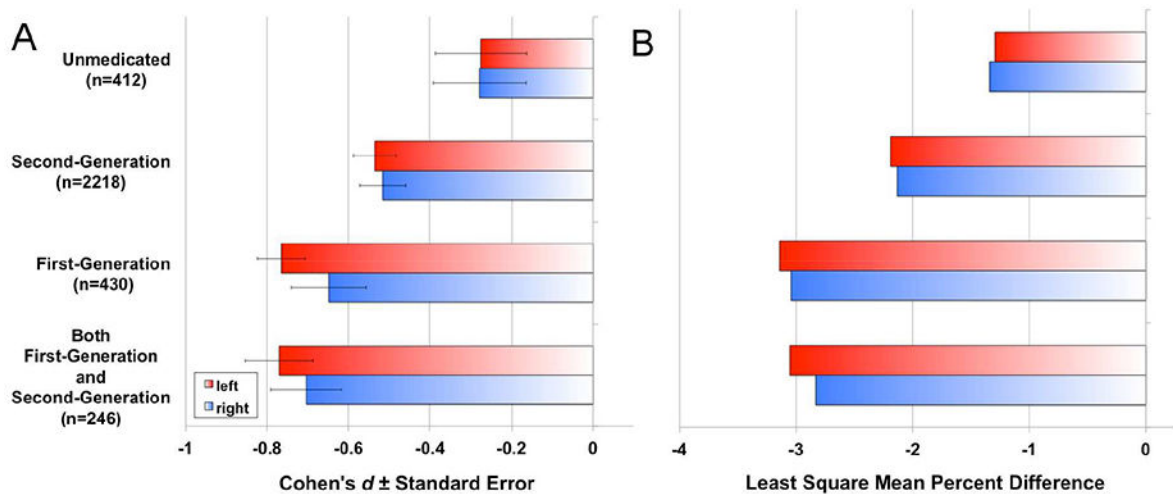 A
B
Unmedicated
(n=412)
Second-Generation
(n=2218)
First-Generation
(n=430)
Both
First-Generation
and
Second-Generation
(n=246)
left
right
-1 -0.8 -0.6 -0.4 -0.2 0
Cohen's d ± Standard Error
-4 -3 -2 -1 0
Least Square Mean Percent Difference